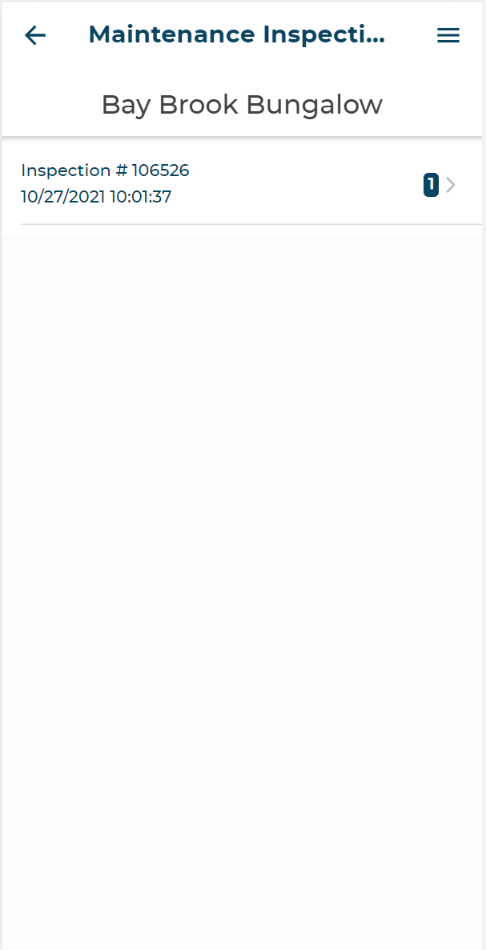 Maintenance Inspecti...
Bay Brook Bungalow
Inspection # 106526
10/27/2021 10:01:37
1